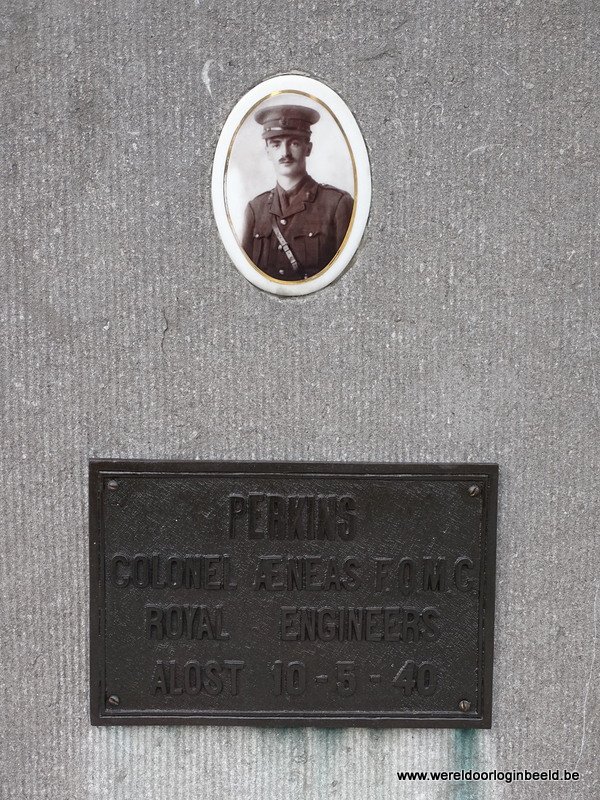 PERKINS
COLONEL ÆNEAS F.Q.M.C.
ROYAL ENGINEERS
ALOST 10-5-40
www.wereldoorloginbeeld.be